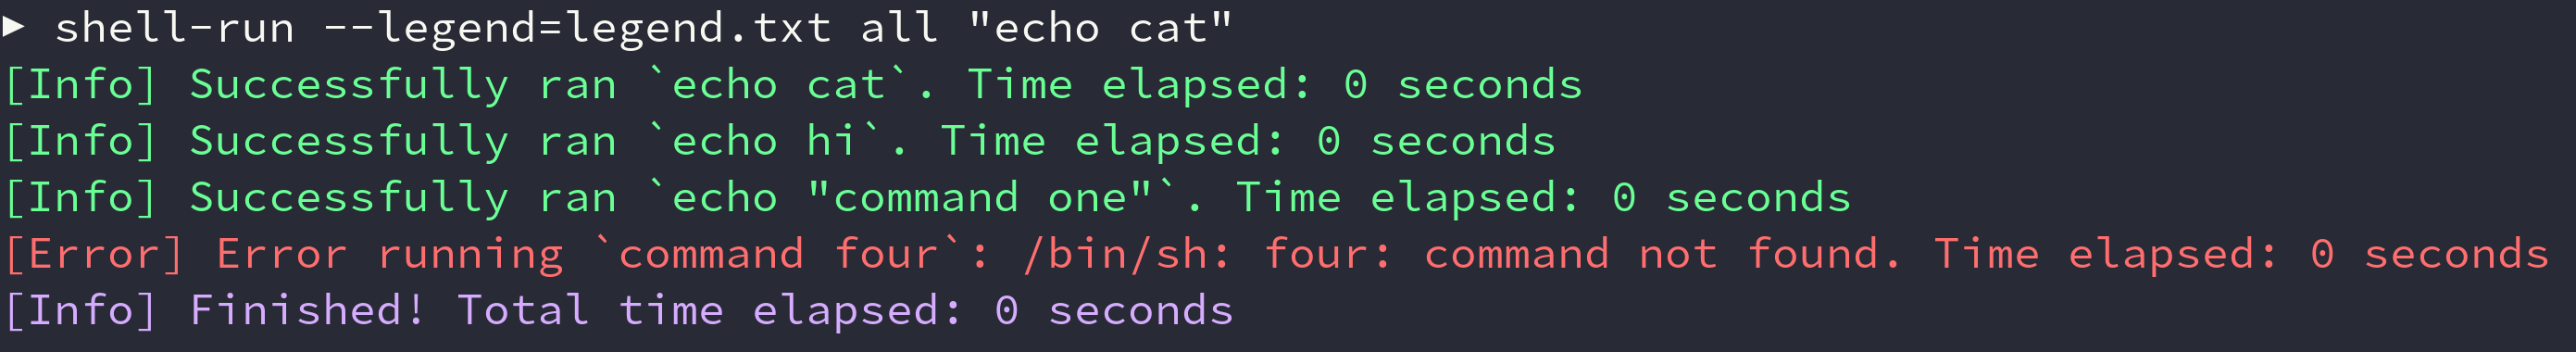 ▶ shell-run --legend=legend.txt all "echo cat"
[Info] Successfully ran `echo cat`. Time elapsed: 0 seconds
[Info] Successfully ran `echo hi`. Time elapsed: 0 seconds
[Info] Successfully ran `echo "command one"`. Time elapsed: 0 seconds
[Error] Error running `command four`: /bin/sh: four: command not found. Time elapsed: 0 seconds
[Info] Finished! Total time elapsed: 0 seconds